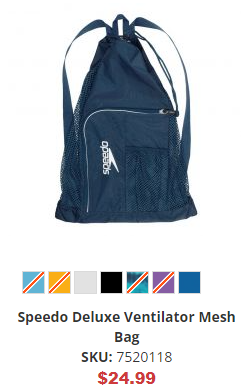 speedo
Speedo Deluxe Ventilator Mesh
Bag
SKU: 7520118
$24.99